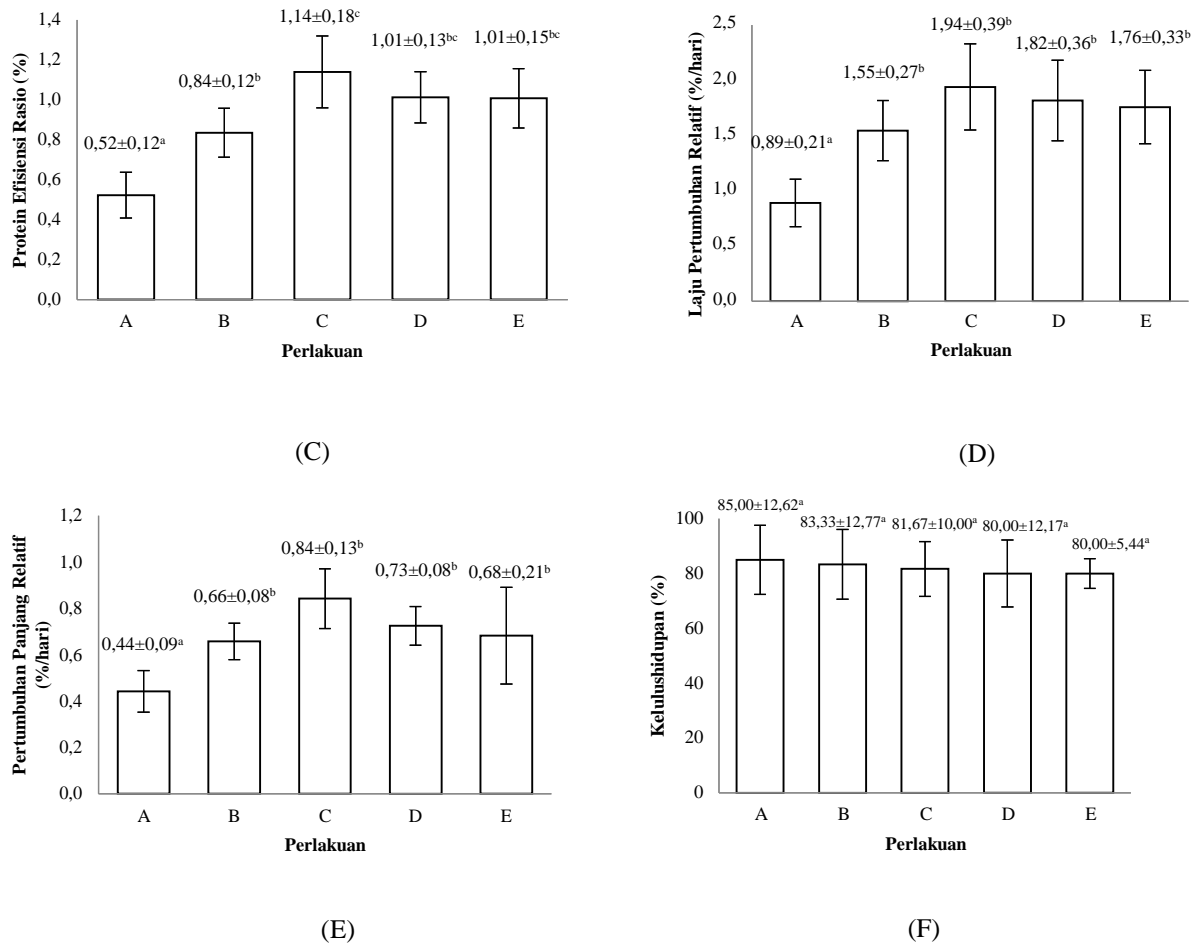 Protein Efisiensi Rasio (%)
1,4
1,2
1,0
0,8
0,6
0,4
0,2
0,0
0,52±0,12ᵃ
0,84±0,12ᵇ
1,14±0,18ᶜ
1,01±0,13ᵇᶜ
1,01±0,15ᵇᶜ
A B C D E
Perlakuan
(C)
Laju Pertumbuhan Relatif (%/hari)
2,5
2,0
1,5
1,0
0,5
0,0
0,89±0,21ᵃ
1,55±0,27ᵇ
1,94±0,39ᵇ
1,82±0,36ᵇ
1,76±0,33ᵇ
A B C D E
Perlakuan
(D)
Pertumbuhan Panjang Relatif
(%/hari)
1,2
1,0
0,8
0,6
0,4
0,2
0,0
0,44±0,09ᵃ
0,66±0,08ᵇ
0,84±0,13ᵇ
0,73±0,08ᵇ
0,68±0,21ᵇ
A B C D E
Perlakuan
(E)
Kelulushidupan (%)
100
80
60
40
20
0
85,00±12,62ᵃ
83,33±12,77ᵃ
81,67±10,00ᵃ
80,00±12,17ᵃ
80,00±5,44ᵃ
A B C D E
Perlakuan
(F)